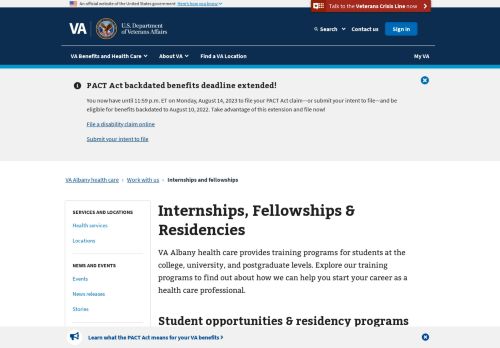 An official website of the United States government Here's how you know
Talk to the Veterans Crisis Line now
VA
U.S. Department
of Veterans Affairs
Search
Contact us
Sign in
VA Benefits and Health Care
About VA
Find a VA Location
My VA
PACT Act backdated benefits deadline extended!
You now have until 11:59 p.m. ET on Monday, August 14, 2023 to file your PACT Act claim—or submit your intent to file—and be
eligible for benefits backdated to August 10, 2022. Take advantage of this extension and file now!
File a disability claim online
Submit your intent to file
VA Albany health care › Work with us › Internships and fellowships
SERVICES AND LOCATIONS
Health services
Locations
NEWS AND EVENTS
Events
News releases
Stories
Internships, Fellowships &
Residencies
VA Albany health care provides training programs for students at the
college, university, and postgraduate levels. Explore our training
programs to find out about how we can help you start your career as a
health care professional.
Student opportunities & residency programs
Learn what the PACT Act means for your VA benefits